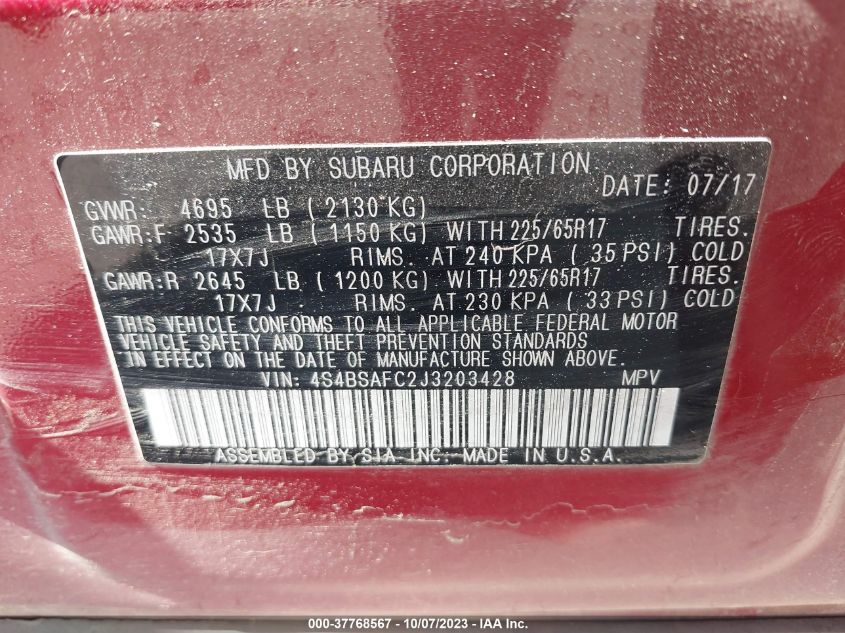 MFD BY SUBARU CORPORATION
DATE: 07/17
GVWR: 4695 LB ( 2130 KG)
GAWR:F 2535 LB ( 1150 KG) WITH 225/65R17 TIRES.
17X7J RIMS. AT 240 KPA ( 35 PSI) COLD
GAWR:R 2645 LB ( 1200 KG) WITH 225/65R17 TIRES.
17X7J RIMS. AT 230 KPA ( 33 PSI) COLD
THIS VEHICLE CONFORMS TO ALL APPLICABLE FEDERAL MOTOR
VEHICLE SAFETY AND THEFT PREVENTION STANDARDS
IN EFFECT ON THE DATE OF MANUFACTURE SHOWN ABOVE.
VIN: 4S4BSAFC2J3203428 MPV
ASSEMBLED BY SIA INC. MADE IN U.S.A.
000-37768567 - 10/07/2023 - IAA Inc.